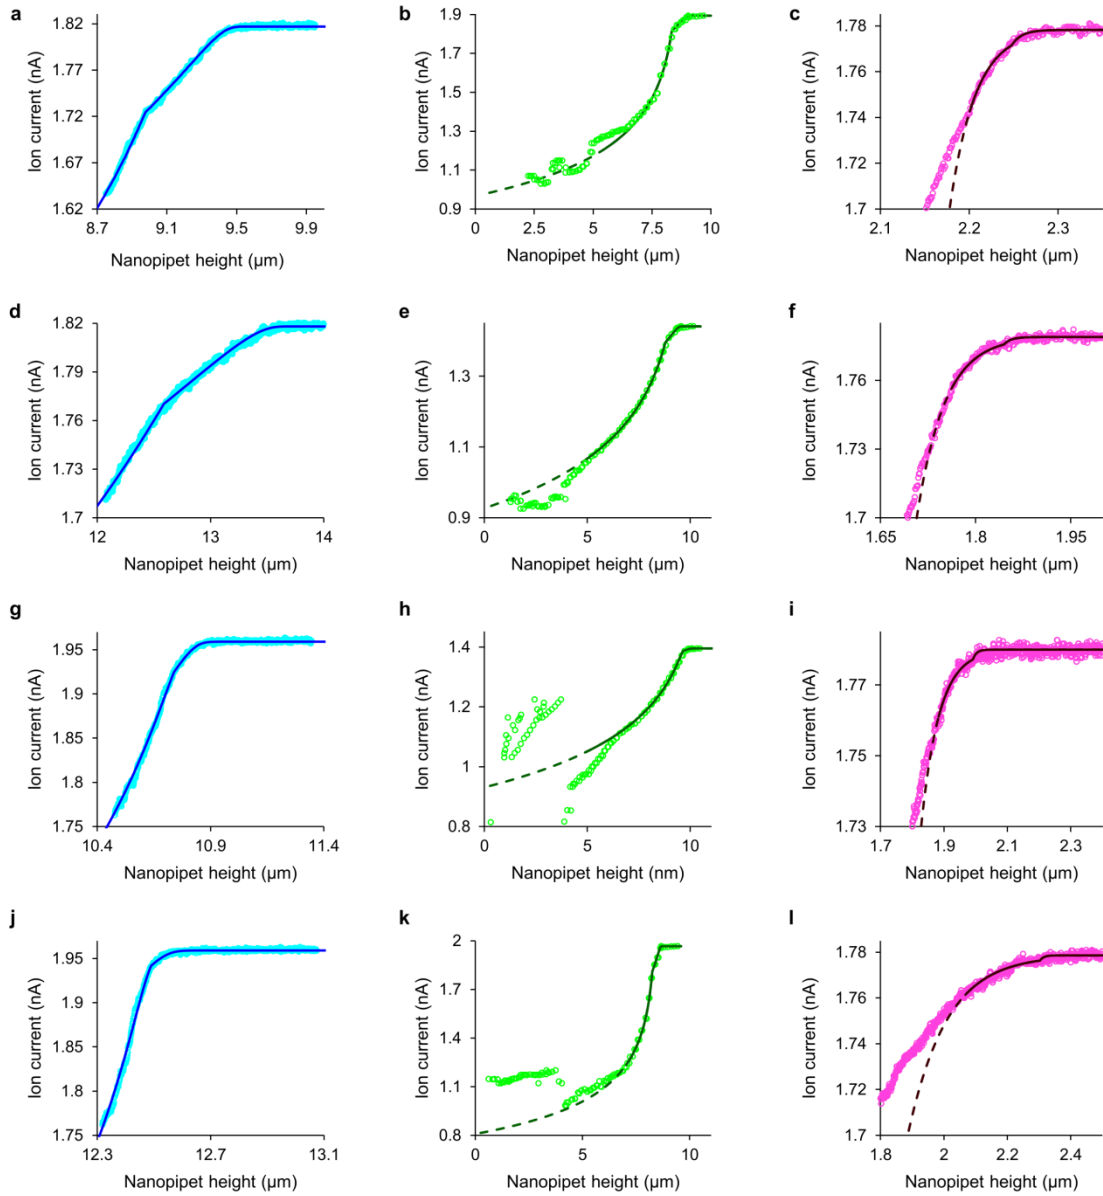 a
Ion current (nA)
1.82
1.77
1.72
1.67
1.62
8.7 9.1 9.5 9.9
Nanopipet height (µm)
b
Ion current (nA)
1.9
1.7
1.5
1.3
1.1
0.9
0 2.5 5 7.5 10
Nanopipet height (µm)
c
Ion current (nA)
1.78
1.76
1.74
1.72
1.7
2.1 2.2 2.3
Nanopipet height (µm)
d
Ion current (nA)
1.82
1.79
1.76
1.73
1.7
12 13 14
Nanopipet height (µm)
e
Ion current (nA)
1.3
1.1
0.9
0 5 10
Nanopipet height (µm)
f
Ion current (nA)
1.76
1.73
1.7
1.65 1.8 1.95
Nanopipet height (µm)
g
Ion current (nA)
1.95
1.9
1.85
1.8
1.75
10.4 10.9 11.4
Nanopipet height (µm)
h
Ion current (nA)
1.4
1.2
1
0.8
0 5 10
Nanopipet height (nm)
i
Ion current (nA)
1.77
1.75
1.73
1.7 1.9 2.1 2.3
Nanopipet height (µm)
j
Ion current (nA)
1.95
1.9
1.85
1.8
1.75
12.3 12.7 13.1
Nanopipet height (µm)
k
Ion current (nA)
2
1.7
1.4
1.1
0.8
0 5 10
Nanopipet height (µm)
l
Ion current (nA)
1.78
1.76
1.74
1.72
1.7
1.8 2 2.2 2.4
Nanopipet height (µm)